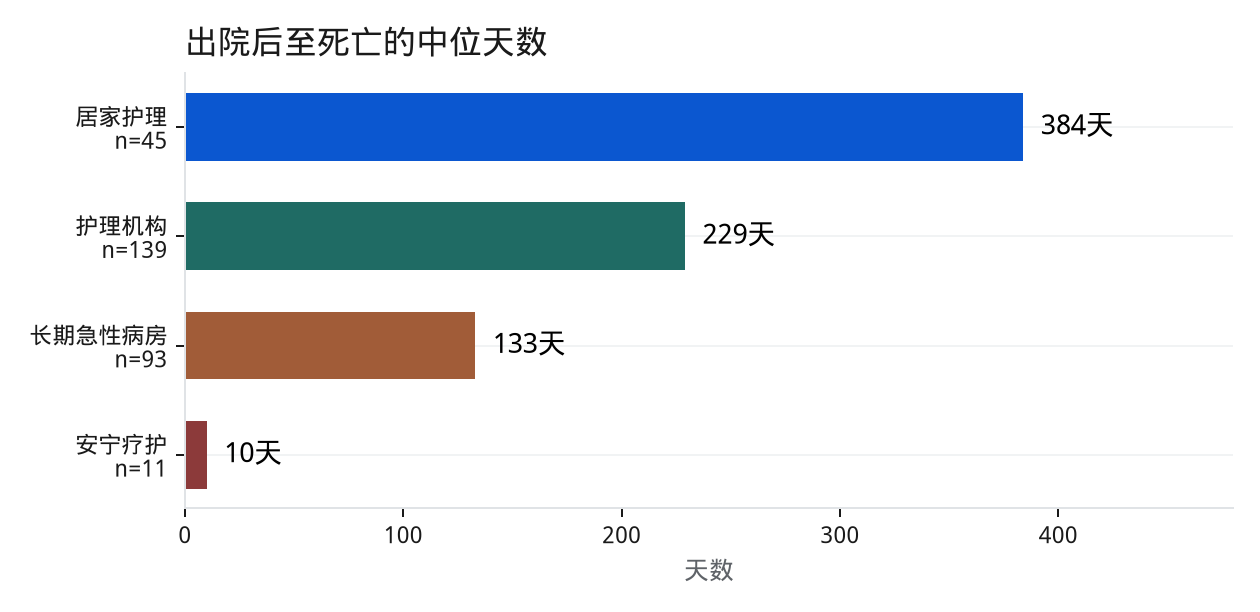 出院后至死亡的中位天数
居家护理
n=45
384天
护理机构
n=139
229天
长期急性病房
n=93
133天
安宁疗护
n=11
10天
0 100 200 300 400
天数